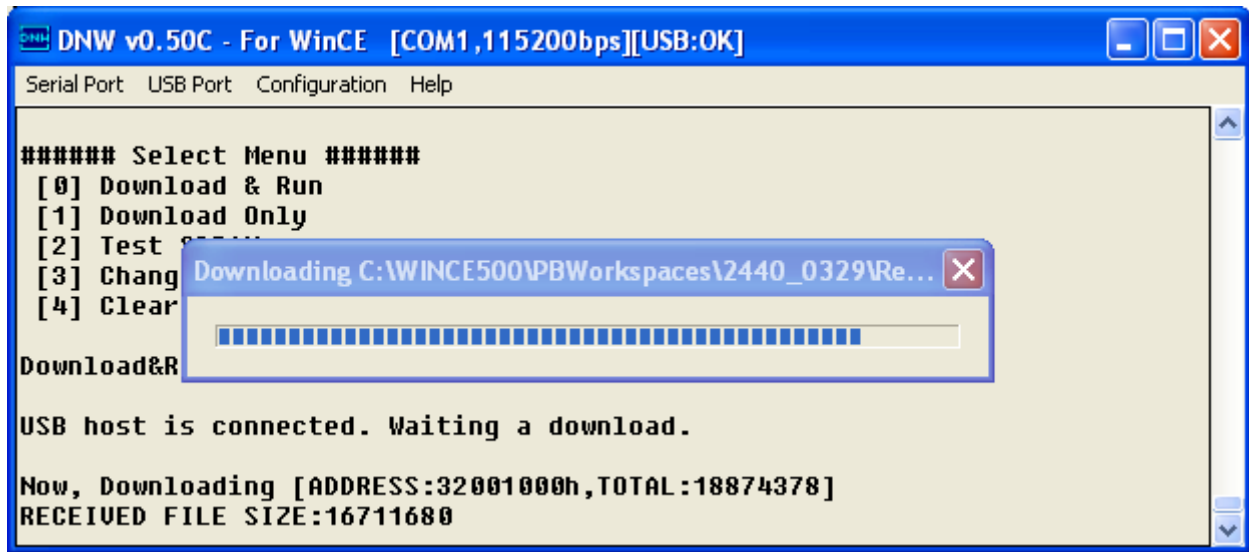 DNW v0.50C - For WinCE [COM1,115200bps][USB:OK]
Serial Port USB Port Configuration Help
###### Select Menu ######
[0] Download & Run
[1] Download Only
[2] Test
[3] Chang
[4] Clear
Downloading C:\WINCE500\PBWorkspaces\2440_0329\Re...
Download&R
USB host is connected. Waiting a download.
Now, Downloading [ADDRESS:32001000h,TOTAL:18874378]
RECEIVED FILE SIZE:16711680